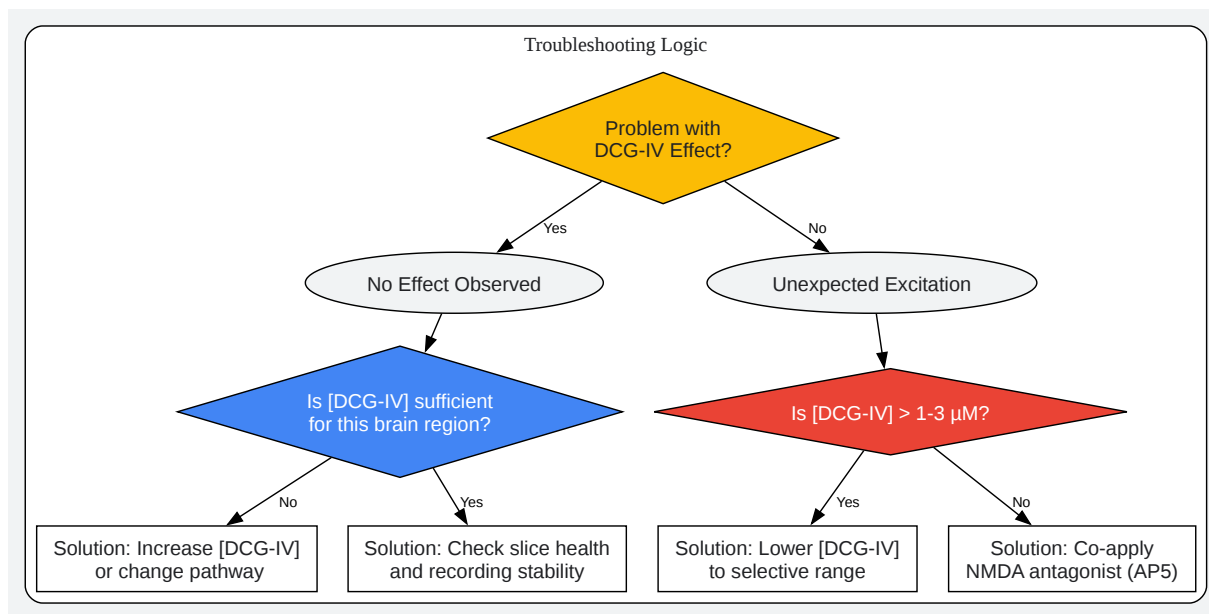 Troubleshooting Logic
Problem with
DCG-IV Effect?
Yes
No
No Effect Observed
Unexpected Excitation
Is [DCG-IV] sufficient
for this brain region?
Is [DCG-IV] > 1-3 µM?
No
Yes
Yes
No
Solution: Increase [DCG-IV]
or change pathway
Solution: Check slice health
and recording stability
Solution: Lower [DCG-IV]
to selective range
Solution: Co-apply
NMDA antagonist (AP5)